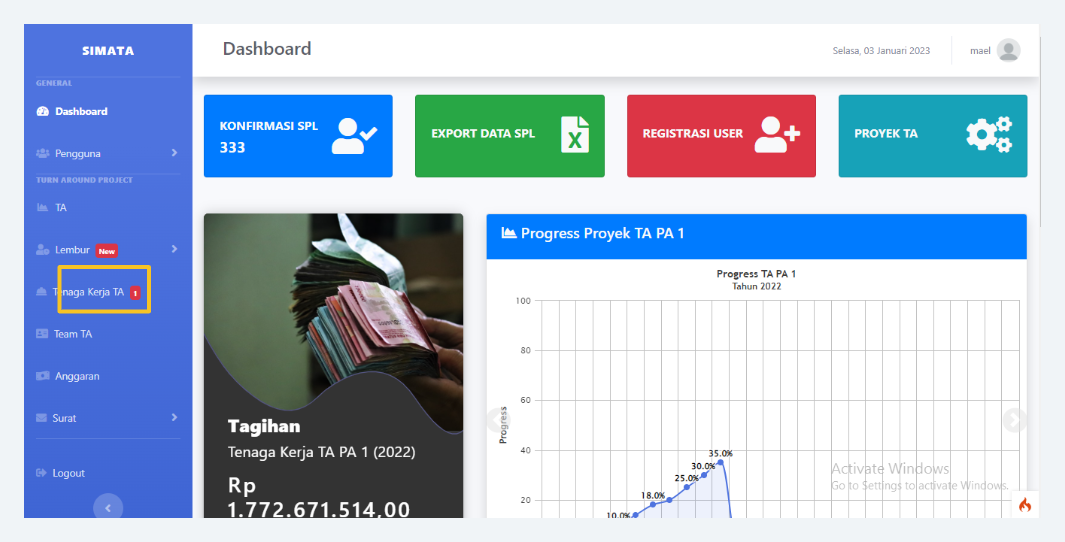 SIMATA
GENERAL
Dashboard
Pengguna
TURN AROUND PROJECT
TA
Lembur New
Tenaga Kerja TA 1
Team TA
Anggaran
Surat
Logout
Dashboard
Selasa, 03 Januari 2023
mael
KONFIRMASI SPL
333
EXPORT DATA SPL
X
REGISTRASI USER
PROYEK TA
Tagihan
Tenaga Kerja TA PA 1 (2022)
Rp
1.772.671.514,00
Progress Proyek TA PA 1
Progress TA PA 1
Tahun 2022
Progress
100
80
60
40
20
10.0%
18.0%
25.0%
30.0%
35.0%
Activate Windows
Go to Settings to activate Windows.